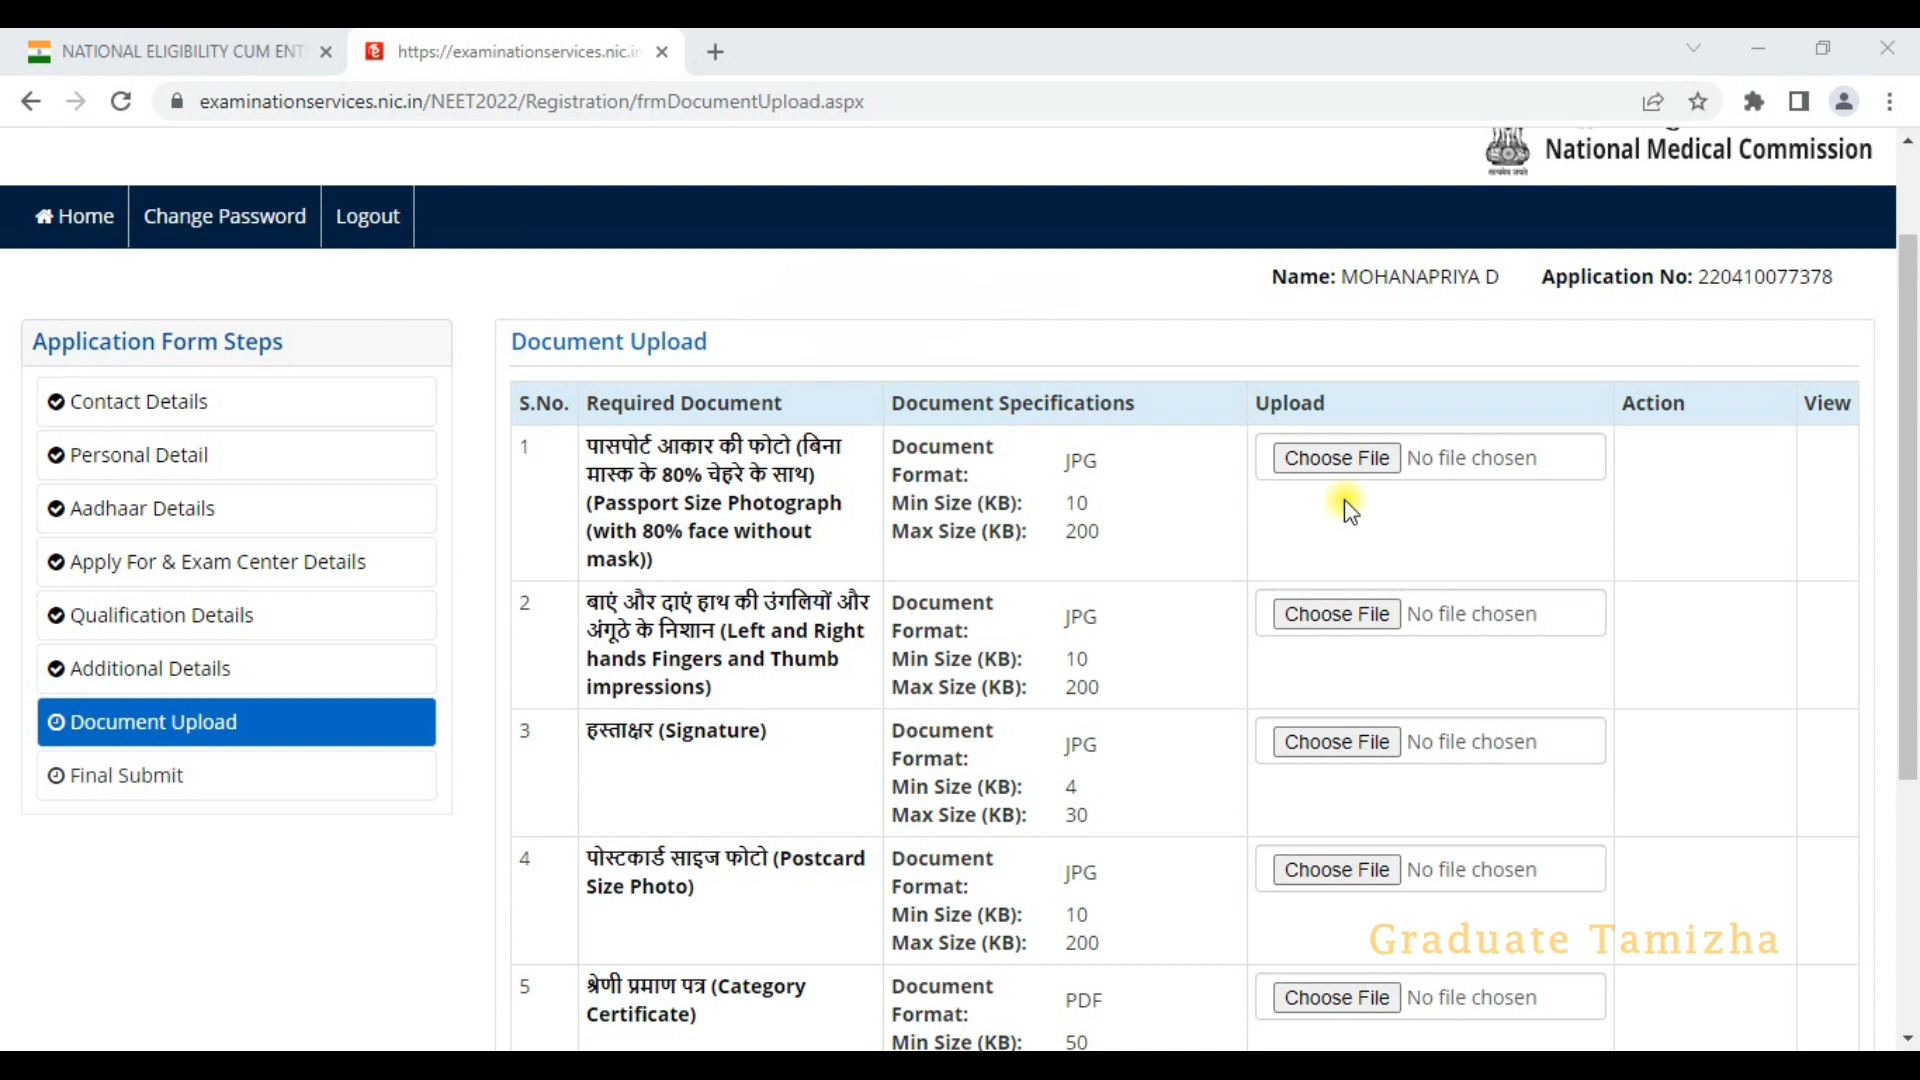 NATIONAL ELIGIBILITY CUM ENT
https://examinationservices.nic.in
examinationservices.nic.in/NEET2022/Registration/frmDocumentUpload.aspx
National Medical Commission
Home
Change Password
Logout
Name: MOHANAPRIYA D
Application No: 220410077378
Application Form Steps
Contact Details
Personal Detail
Aadhaar Details
Apply For & Exam Center Details
Qualification Details
Additional Details
Document Upload
Final Submit
Document Upload
S.No. Required Document Document Specifications Upload Action View
1
पासपोर्ट आकार की फोटो (बिना
मास्क के 80% चेहरे के साथ)
(Passport Size Photograph
(with 80% face without
mask))
Document
Format: JPG
Min Size (KB): 10
Max Size (KB): 200
Choose File No file chosen
2
बाएं और दाएं हाथ की उंगलियों और
अंगूठे के निशान (Left and Right
hands Fingers and Thumb
impressions)
Document
Format: JPG
Min Size (KB): 10
Max Size (KB): 200
Choose File No file chosen
3
हस्ताक्षर (Signature)
Document
Format: JPG
Min Size (KB): 4
Max Size (KB): 30
Choose File No file chosen
4
पोस्टकार्ड साइज फोटो (Postcard
Size Photo)
Document
Format: JPG
Min Size (KB): 10
Max Size (KB): 200
Choose File No file chosen
Graduate Tamizha
5
श्रेणी प्रमाण पत्र (Category
Certificate)
Document
Format: PDF
Min Size (KB): 50
Choose File No file chosen